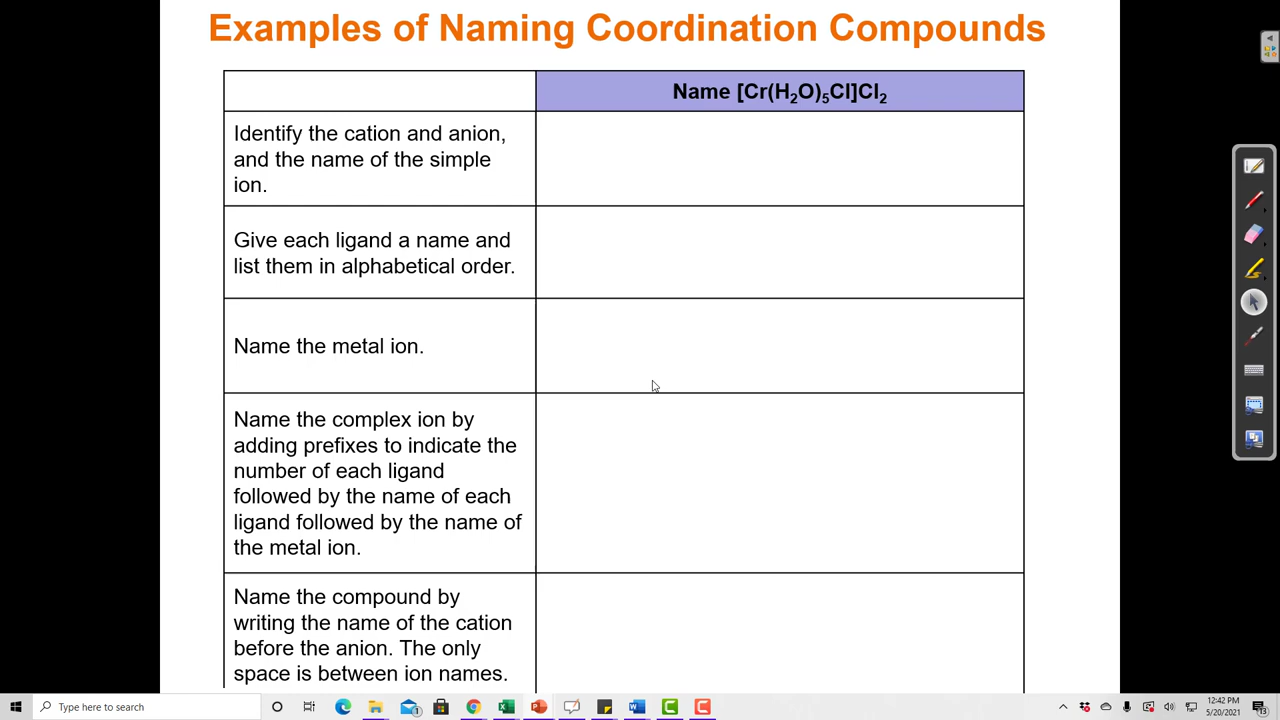 Examples of Naming Coordination Compounds
Name [Cr(H₂O)₅Cl]Cl₂
Identify the cation and anion,
and the name of the simple
ion.
Give each ligand a name and
list them in alphabetical order.
Name the metal ion.
Name the complex ion by
adding prefixes to indicate the
number of each ligand
followed by the name of each
ligand followed by the name of
the metal ion.
Name the compound by
writing the name of the cation
before the anion. The only
space is between ion names.
Type here to search
12:42 PM
5/20/2021
1
13